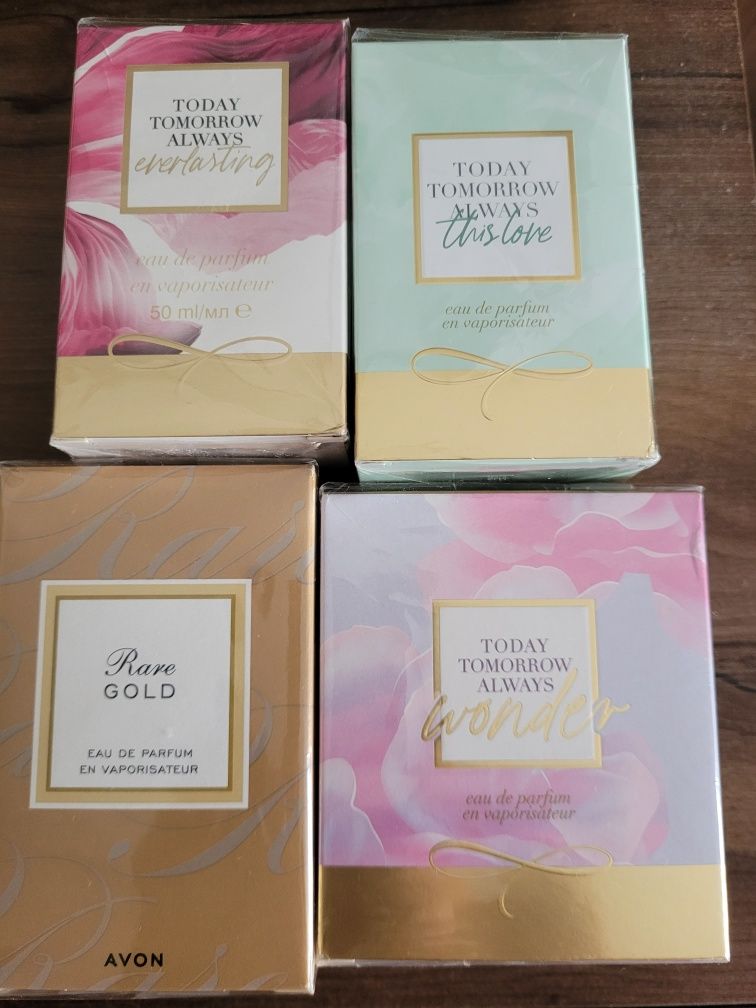 TODAY
TOMORROW
ALWAYS
everlasting
eau de parfum
en vaporisateur
50 ml/мл e
TODAY
TOMORROW
ALWAYS
this love
eau de parfum
en vaporisateur
Rare
GOLD
EAU DE PARFUM
EN VAPORISATEUR
AVON
TODAY
TOMORROW
ALWAYS
wonder
eau de parfum
en vaporisateur